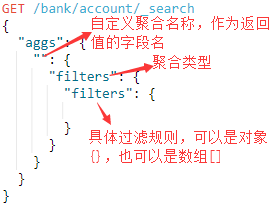 GET /bank/account/_search
{
自定义聚合名称，作为返回
值的字段名
"aggs": {
"": {
聚合类型
"filters": {
"filters": {
}
具体过滤规则，可以是对象
{}，也可以是数组[]
}
}
}
}